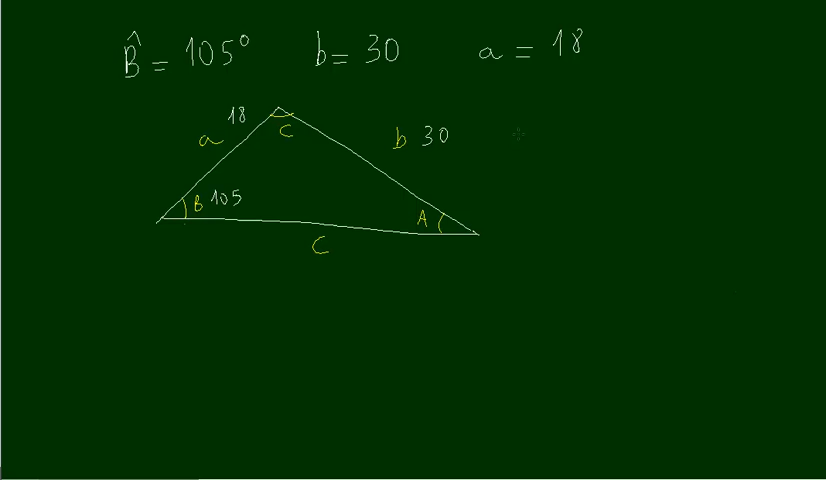 B̂ = 105° b = 30 a = 18
18
a
C
b 30
B 105
A
C